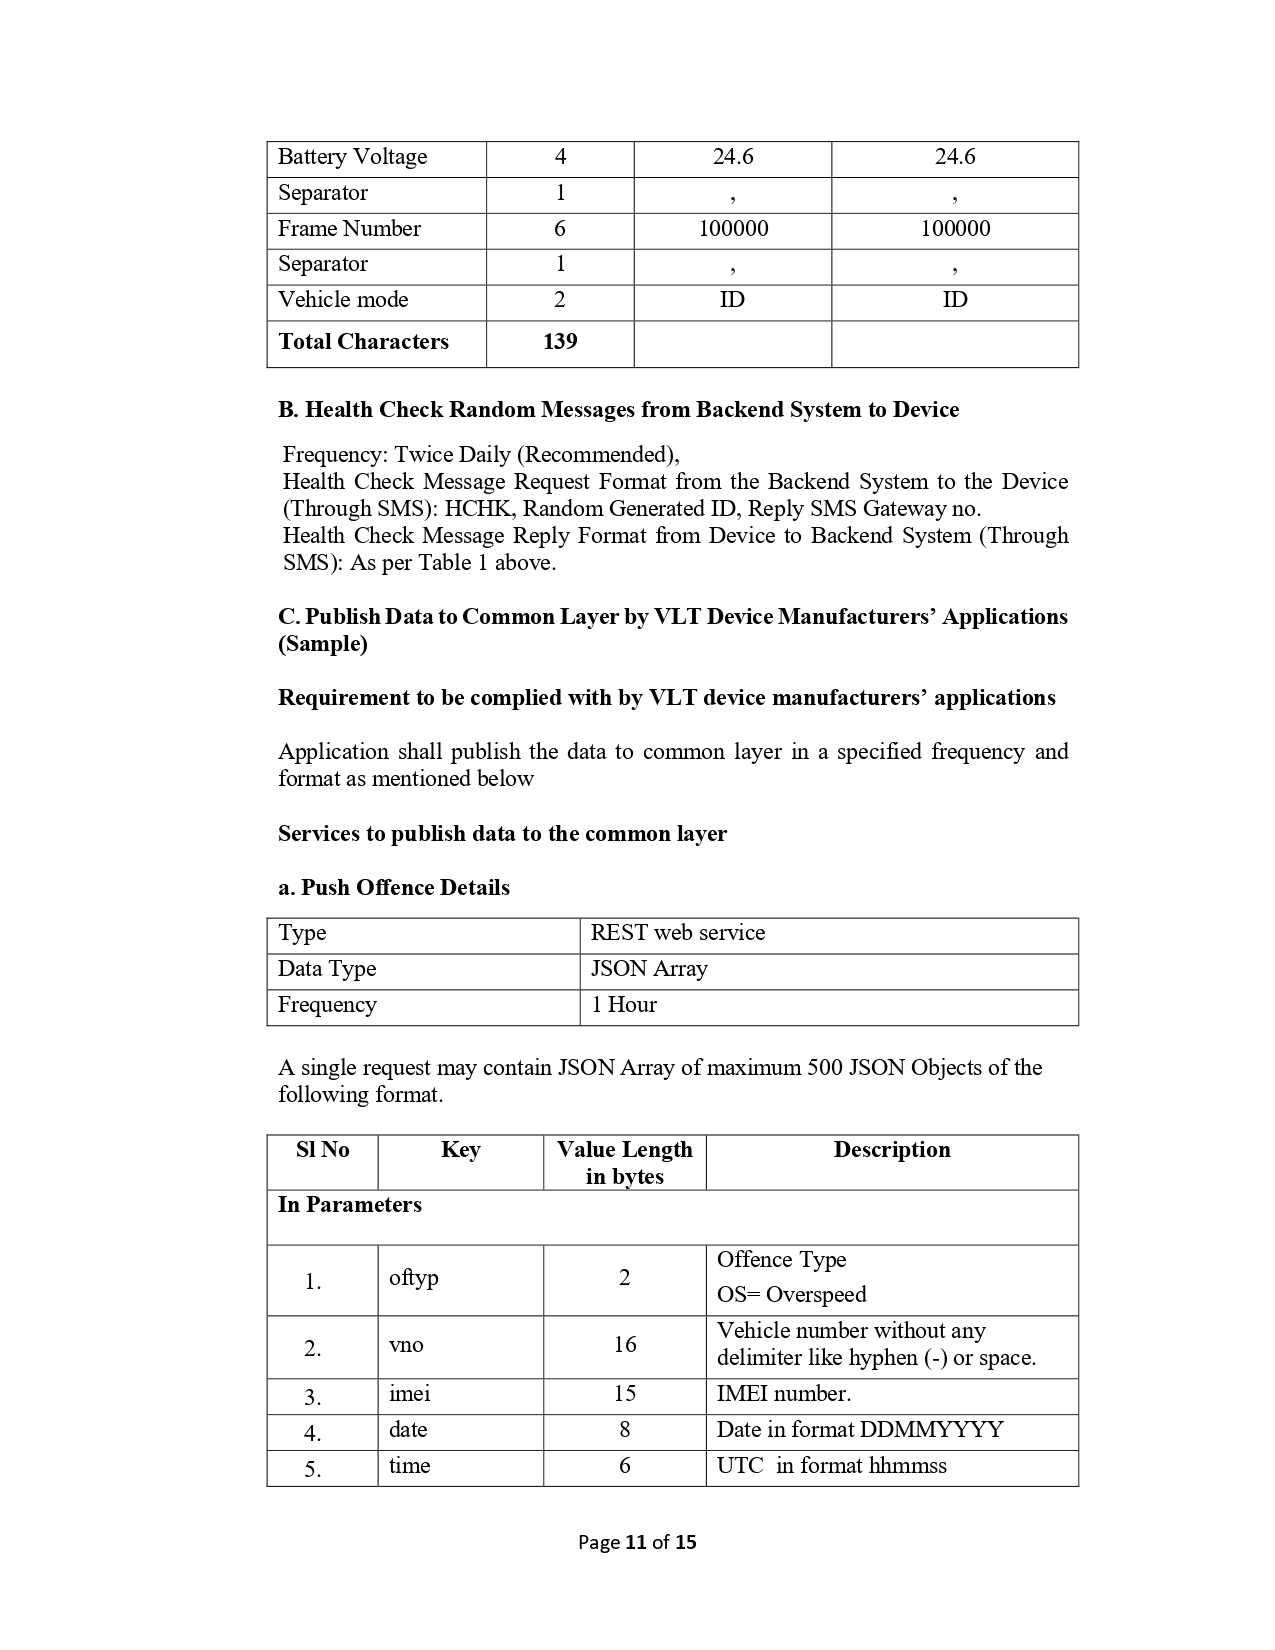 Battery Voltage 4 24.6 24.6
Separator 1 , ,
Frame Number 6 100000 100000
Separator 1 , ,
Vehicle mode 2 ID ID
Total Characters 139
B. Health Check Random Messages from Backend System to Device
Frequency: Twice Daily (Recommended),
Health Check Message Request Format from the Backend System to the Device
(Through SMS): HCHK, Random Generated ID, Reply SMS Gateway no.
Health Check Message Reply Format from Device to Backend System (Through
SMS): As per Table 1 above.
C. Publish Data to Common Layer by VLT Device Manufacturers’ Applications
(Sample)
Requirement to be complied with by VLT device manufacturers’ applications
Application shall publish the data to common layer in a specified frequency and
format as mentioned below
Services to publish data to the common layer
a. Push Offence Details
Type REST web service
Data Type JSON Array
Frequency 1 Hour
A single request may contain JSON Array of maximum 500 JSON Objects of the
following format.
Sl No Key Value Length Description
in bytes
In Parameters
Offence Type
1. oftyp 2
OS= Overspeed
Vehicle number without any
2. vno 16
delimiter like hyphen (-) or space.
3. imei 15 IMEI number.
4. date 8 Date in format DDMMYYYY
5. time 6 UTC in format hhmmss
Page 11 of 15